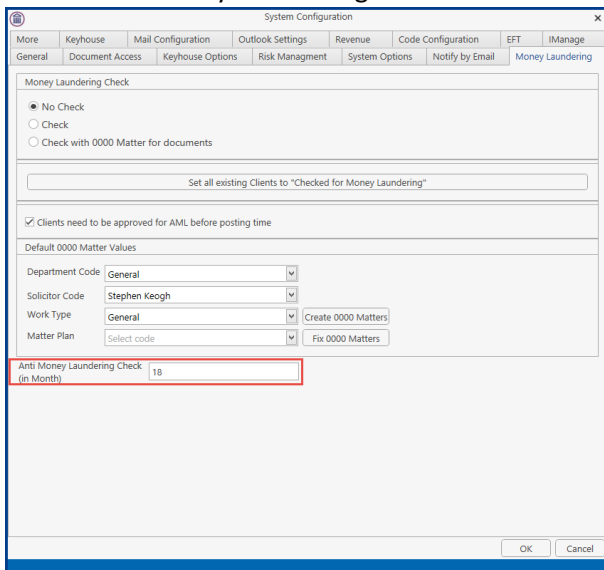 System Configuration
More Keyhouse Mail Configuration Outlook Settings Revenue Code Configuration EFT IManage
General Document Access Keyhouse Options Risk Managment System Options Notify by Email Money Laundering
Money Laundering Check
No Check
Check
Check with 0000 Matter for documents
Set all existing Clients to "Checked for Money Laundering"
Clients need to be approved for AML before posting time
Default 0000 Matter Values
Department Code General
Solicitor Code Stephen Keogh
Work Type General Create 0000 Matters
Matter Plan Select code Fix 0000 Matters
Anti Money Laundering Check 18
(in Month)
OK Cancel